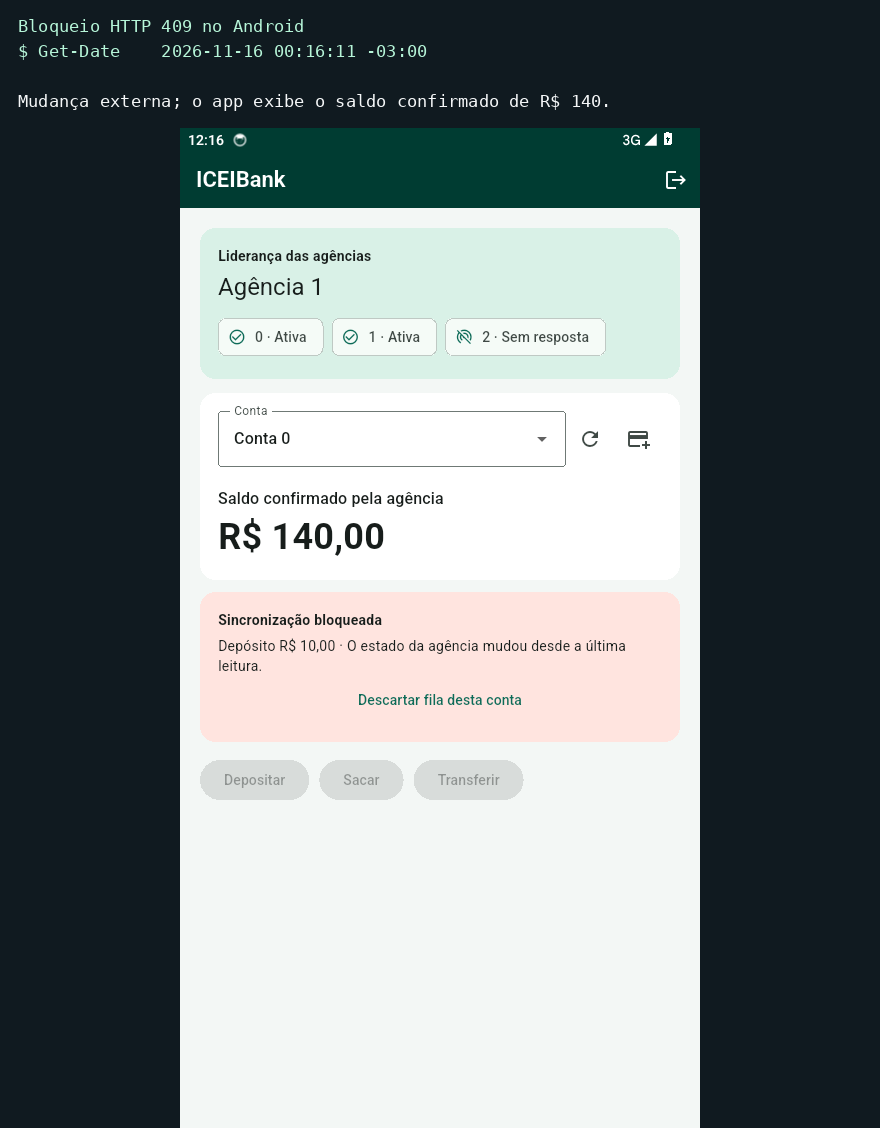 Bloqueio HTTP 409 no Android
$ Get-Date    2026-11-16 00:16:11 -03:00
Mudança externa; o app exibe o saldo confirmado de R$ 140.
12:16 3G
ICEIBank
Liderança das agências
Agência 1
0 · Ativa 1 · Ativa 2 · Sem resposta
Conta
Conta 0
Saldo confirmado pela agência
R$ 140,00
Sincronização bloqueada
Depósito R$ 10,00 · O estado da agência mudou desde a última
leitura.
Descartar fila desta conta
Depositar Sacar Transferir